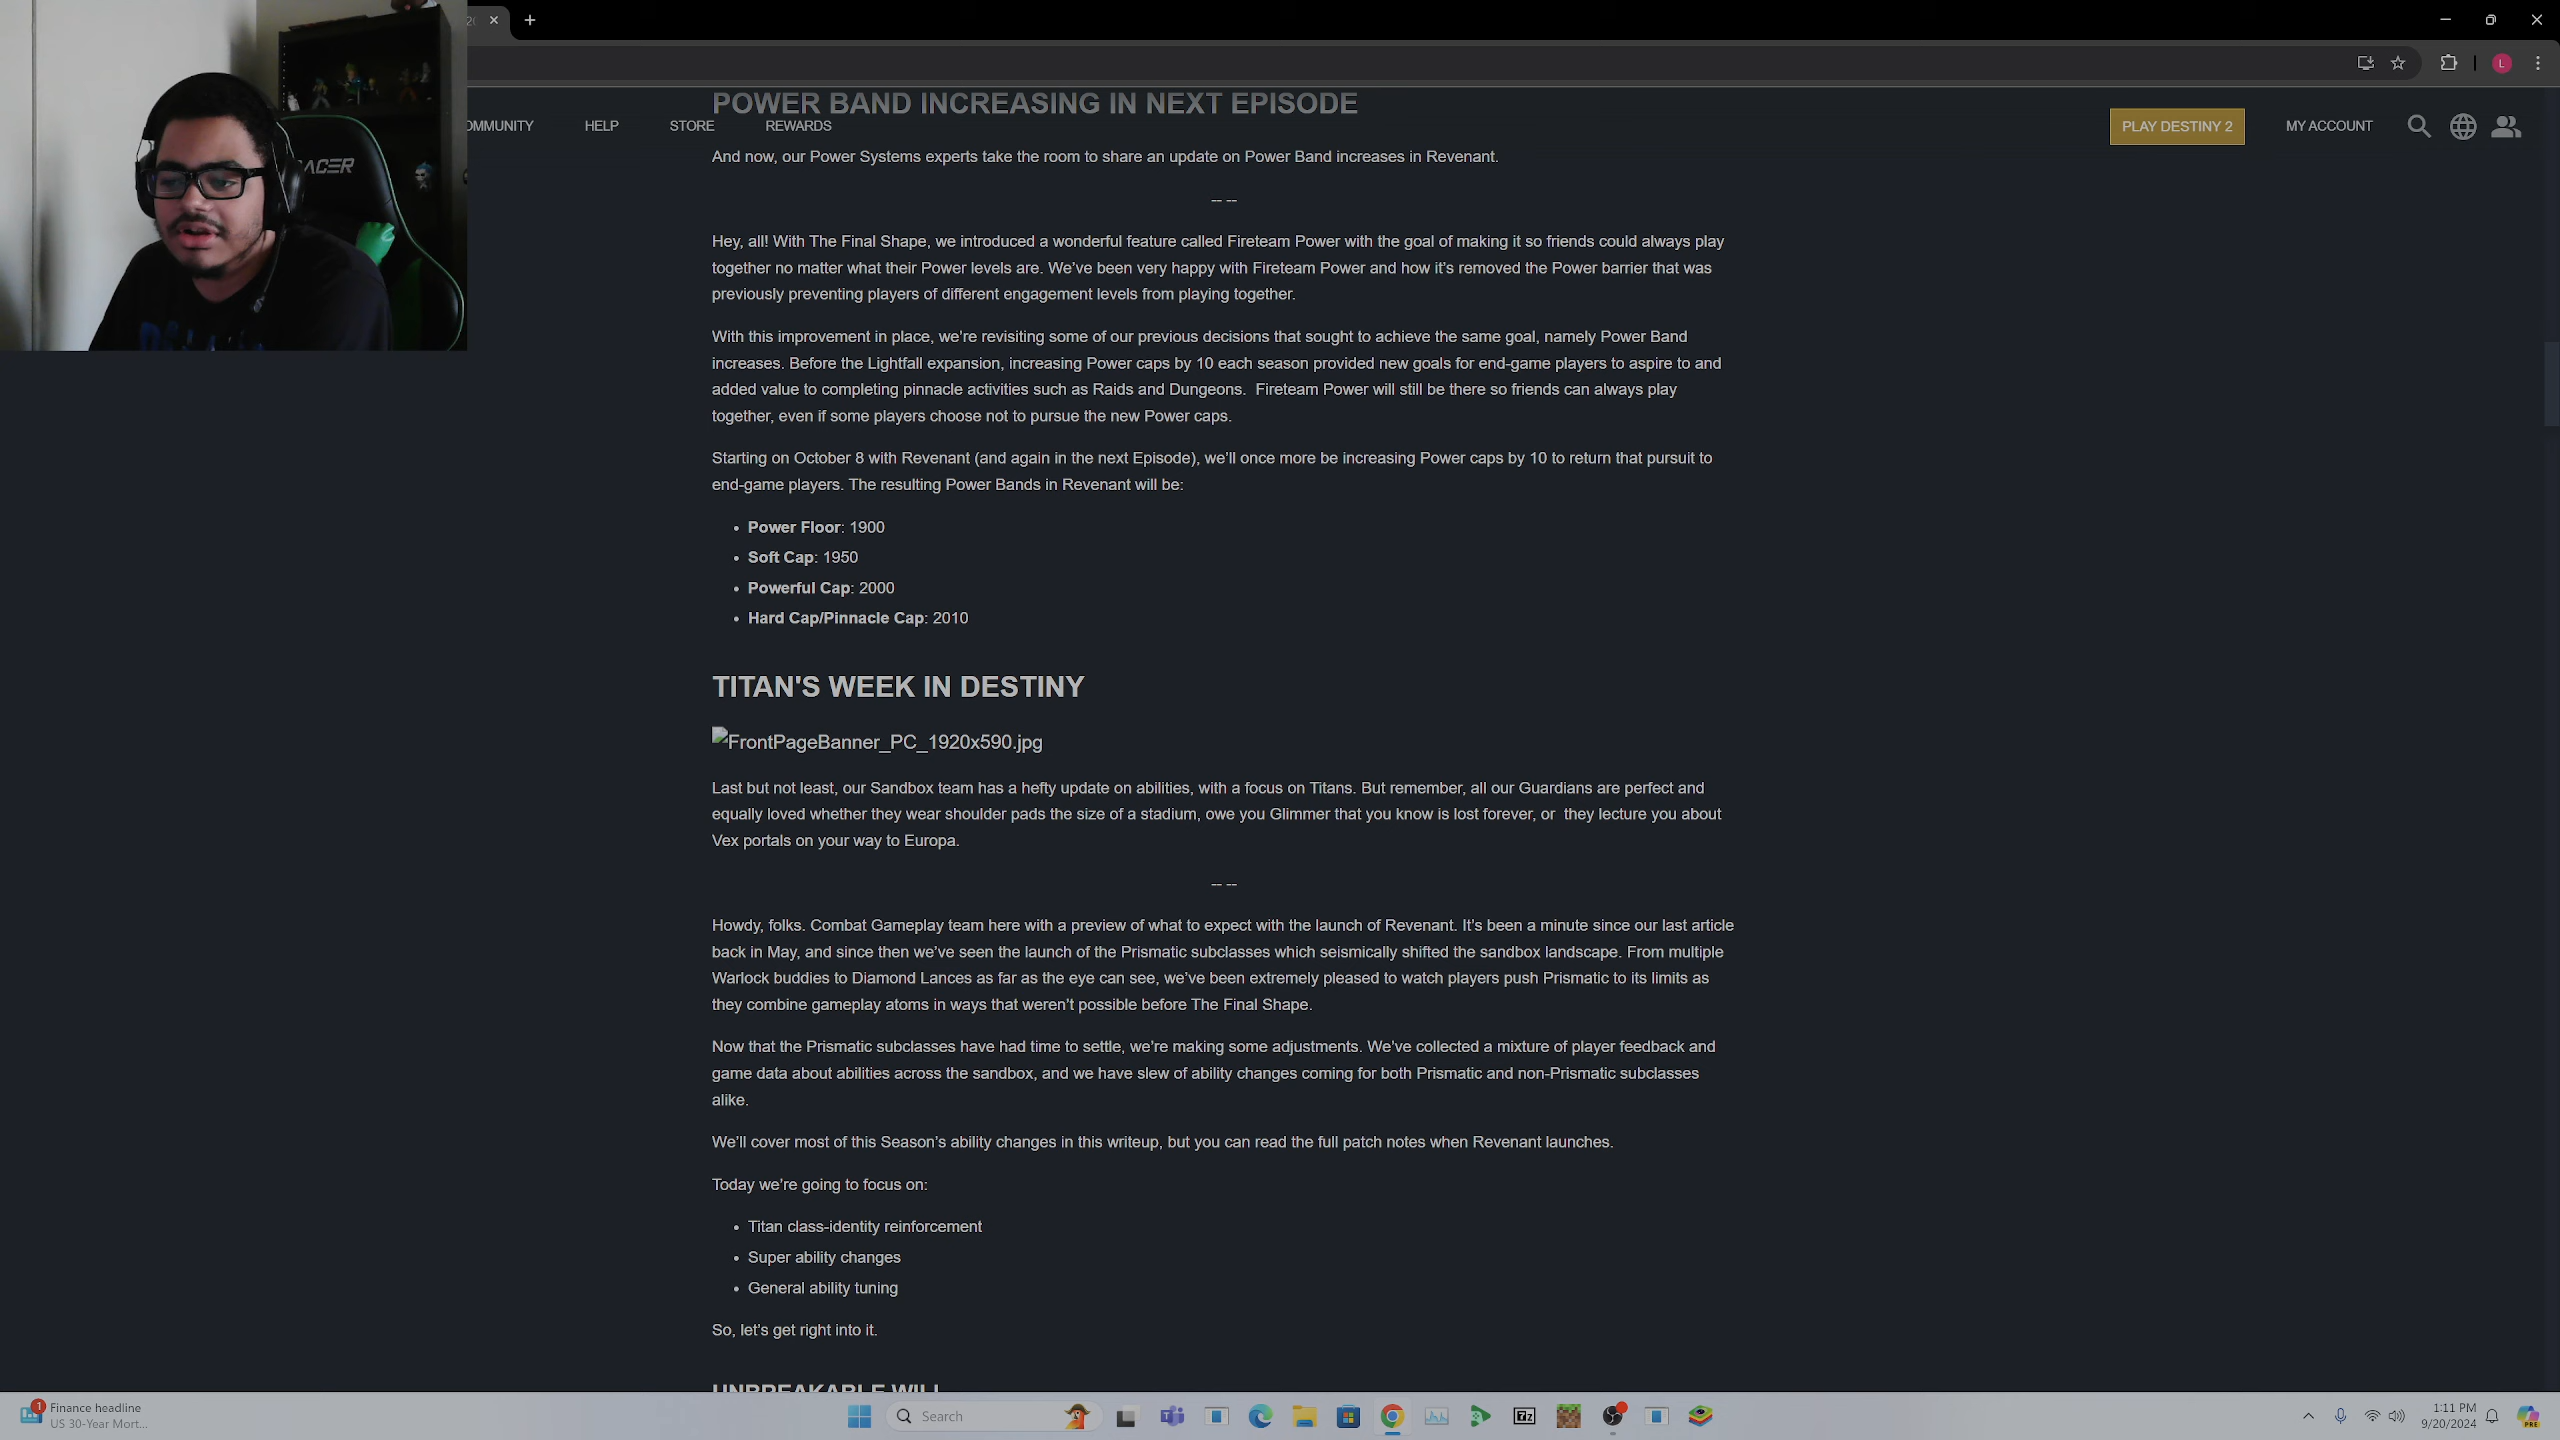 OMMUNITY
HELP
STORE
REWARDS
PLAY DESTINY 2
MY ACCOUNT
L
ACER
POWER BAND INCREASING IN NEXT EPISODE
And now, our Power Systems experts take the room to share an update on Power Band increases in Revenant.
-- --
Hey, all! With The Final Shape, we introduced a wonderful feature called Fireteam Power with the goal of making it so friends could always play
together no matter what their Power levels are. We've been very happy with Fireteam Power and how it's removed the Power barrier that was
previously preventing players of different engagement levels from playing together.
With this improvement in place, we're revisiting some of our previous decisions that sought to achieve the same goal, namely Power Band
increases. Before the Lightfall expansion, increasing Power caps by 10 each season provided new goals for end-game players to aspire to and
added value to completing pinnacle activities such as Raids and Dungeons.  Fireteam Power will still be there so friends can always play
together, even if some players choose not to pursue the new Power caps.
Starting on October 8 with Revenant (and again in the next Episode), we'll once more be increasing Power caps by 10 to return that pursuit to
end-game players. The resulting Power Bands in Revenant will be:
• Power Floor: 1900
• Soft Cap: 1950
• Powerful Cap: 2000
• Hard Cap/Pinnacle Cap: 2010
TITAN'S WEEK IN DESTINY
FrontPageBanner_PC_1920x590.jpg
Last but not least, our Sandbox team has a hefty update on abilities, with a focus on Titans. But remember, all our Guardians are perfect and
equally loved whether they wear shoulder pads the size of a stadium, owe you Glimmer that you know is lost forever, or  they lecture you about
Vex portals on your way to Europa.
-- --
Howdy, folks. Combat Gameplay team here with a preview of what to expect with the launch of Revenant. It's been a minute since our last article
back in May, and since then we've seen the launch of the Prismatic subclasses which seismically shifted the sandbox landscape. From multiple
Warlock buddies to Diamond Lances as far as the eye can see, we've been extremely pleased to watch players push Prismatic to its limits as
they combine gameplay atoms in ways that weren't possible before The Final Shape.
Now that the Prismatic subclasses have had time to settle, we're making some adjustments. We've collected a mixture of player feedback and
game data about abilities across the sandbox, and we have slew of ability changes coming for both Prismatic and non-Prismatic subclasses
alike.
We'll cover most of this Season's ability changes in this writeup, but you can read the full patch notes when Revenant launches.
Today we're going to focus on:
• Titan class-identity reinforcement
• Super ability changes
• General ability tuning
So, let's get right into it.
UNBREAKABLE WILL
1
Finance headline
US 30-Year Mort...
Search
7z
1:11 PM
9/20/2024
PRE